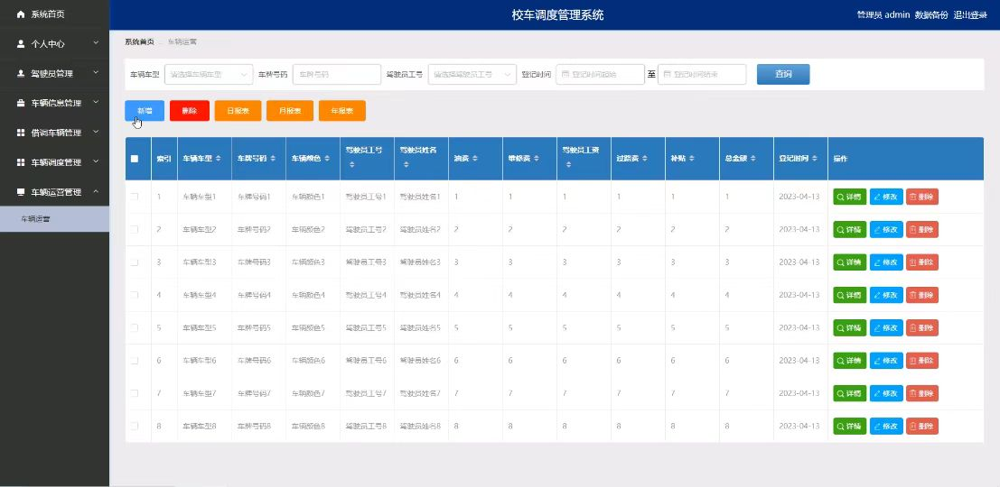 校车调度管理系统
管理员 admin 数据备份 退出登录
系统首页
个人中心
驾驶员管理
车辆信息管理
借调车辆管理
车辆调度管理
车辆运营管理
车辆运营
系统首页 车辆运营
车辆车型 请选择车辆车型 车牌号码 车牌号码 驾驶员工号 请选择驾驶员工号 登记时间 登记时间起始 至 登记时间结束 查询
新增 删除 日报表 月报表 年报表
索引 车辆车型 车牌号码 车辆颜色 驾驶员工号 驾驶员姓名 油费 维修费 驾驶员工资 过路费 补贴 总金额 登记时间 操作
1 车辆车型1 车牌号码1 车辆颜色1 驾驶员工号1 驾驶员姓名1 1 1 1 1 1 1 2023-04-13 详情 修改 删除
2 车辆车型2 车牌号码2 车辆颜色2 驾驶员工号2 驾驶员姓名2 2 2 2 2 2 2 2023-04-13 详情 修改 删除
3 车辆车型3 车牌号码3 车辆颜色3 驾驶员工号3 驾驶员姓名3 3 3 3 3 3 3 2023-04-13 详情 修改 删除
4 车辆车型4 车牌号码4 车辆颜色4 驾驶员工号4 驾驶员姓名4 4 4 4 4 4 4 2023-04-13 详情 修改 删除
5 车辆车型5 车牌号码5 车辆颜色5 驾驶员工号5 驾驶员姓名5 5 5 5 5 5 5 2023-04-13 详情 修改 删除
6 车辆车型6 车牌号码6 车辆颜色6 驾驶员工号6 驾驶员姓名6 6 6 6 6 6 6 2023-04-13 详情 修改 删除
7 车辆车型7 车牌号码7 车辆颜色7 驾驶员工号7 驾驶员姓名7 7 7 7 7 7 7 2023-04-13 详情 修改 删除
8 车辆车型8 车牌号码8 车辆颜色8 驾驶员工号8 驾驶员姓名8 8 8 8 8 8 8 2023-04-13 详情 修改 删除